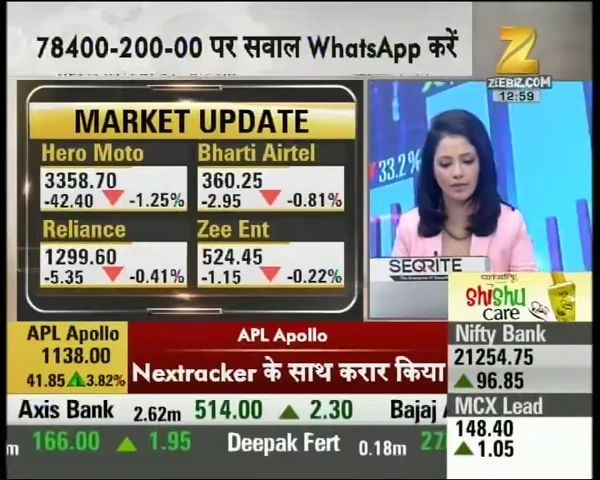 78400-200-00 पर सवाल WhatsApp करें
Z
ZEEBIZ.COM
12:59
MARKET UPDATE
Hero Moto
3358.70
-42.40 -1.25%
Bharti Airtel
360.25
-2.95 -0.81%
Reliance
1299.60
-5.35 -0.41%
Zee Ent
524.45
-1.15 -0.22%
33.2%
SEQRITE
shishu
care
APL Apollo
1138.00
41.85 3.82%
APL Apollo
Nextracker के साथ करार किया
Nifty Bank
21254.75
96.85
MCX Lead
148.40
1.05
Axis Bank 2.62m 514.00 2.30 Bajaj
m 166.00 1.95 Deepak Fert 0.18m 27